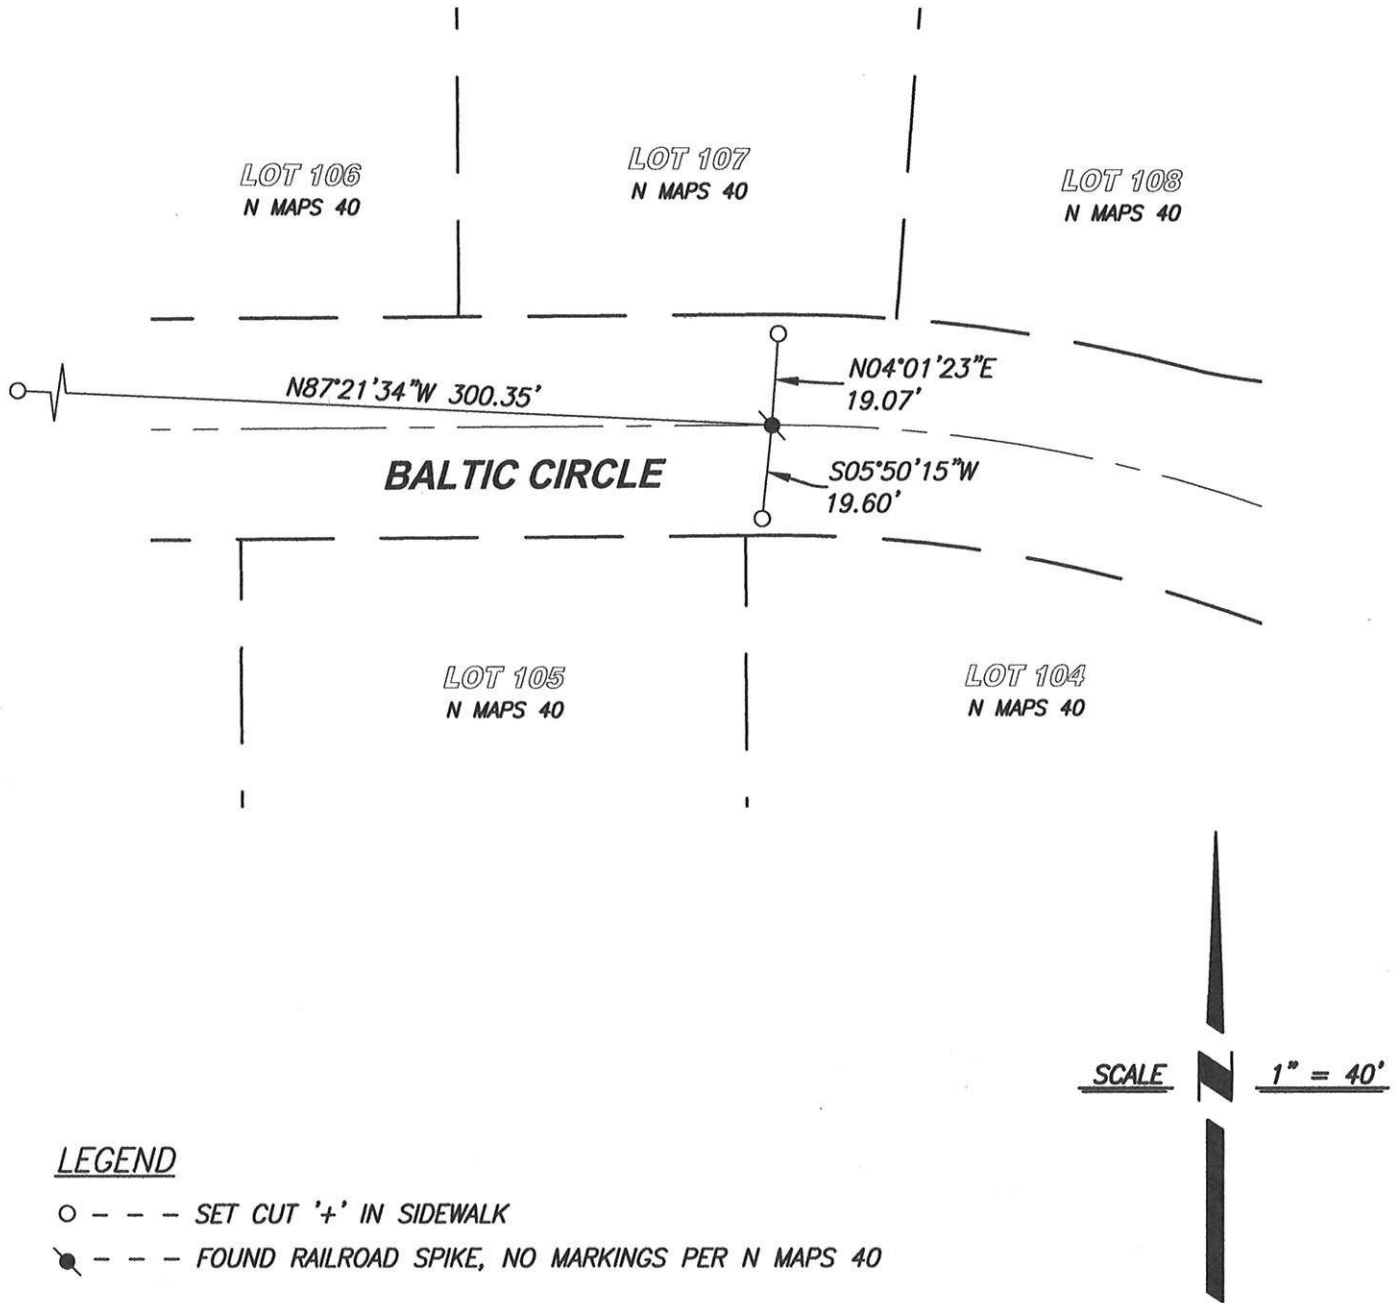 LOT 106
N MAPS 40
LOT 107
N MAPS 40
LOT 108
N MAPS 40
N87°21'34"W 300.35'
N04°01'23"E
19.07'
BALTIC CIRCLE
S05°50'15"W
19.60'
LOT 105
N MAPS 40
LOT 104
N MAPS 40
SCALE N 1" = 40'
LEGEND
SET CUT '+' IN SIDEWALK
FOUND RAILROAD SPIKE, NO MARKINGS PER N MAPS 40